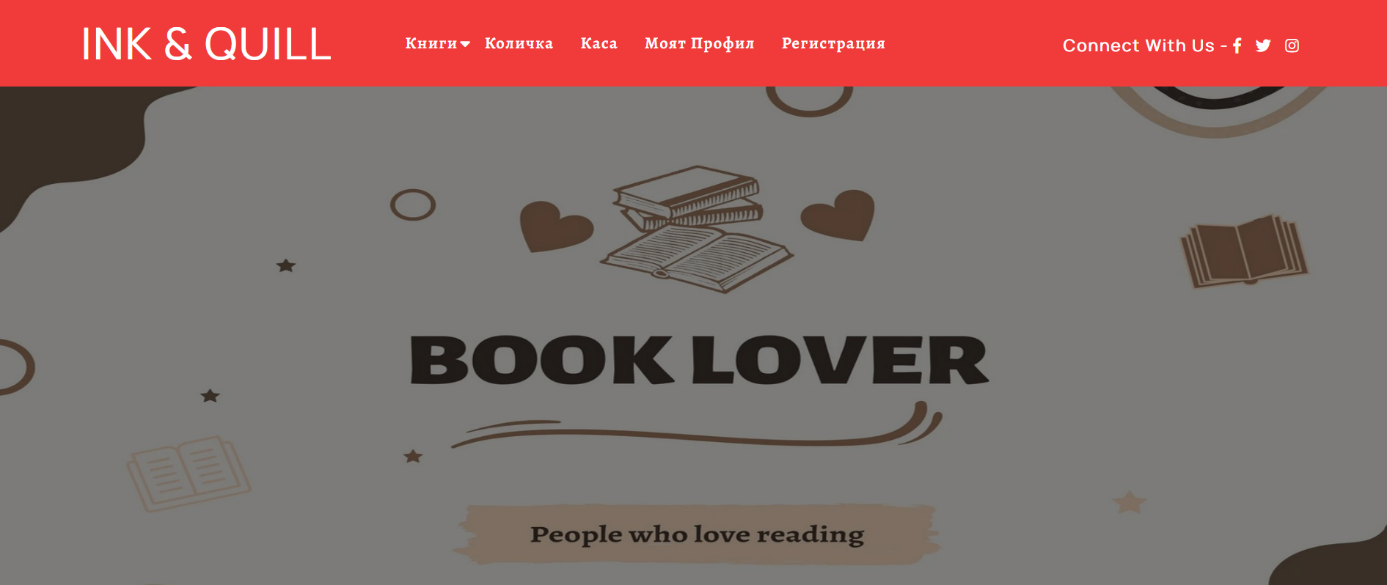 INK & QUILL
Книги Количка Каса Моят Профил Регистрация
Connect With Us -
BOOK LOVER
People who love reading